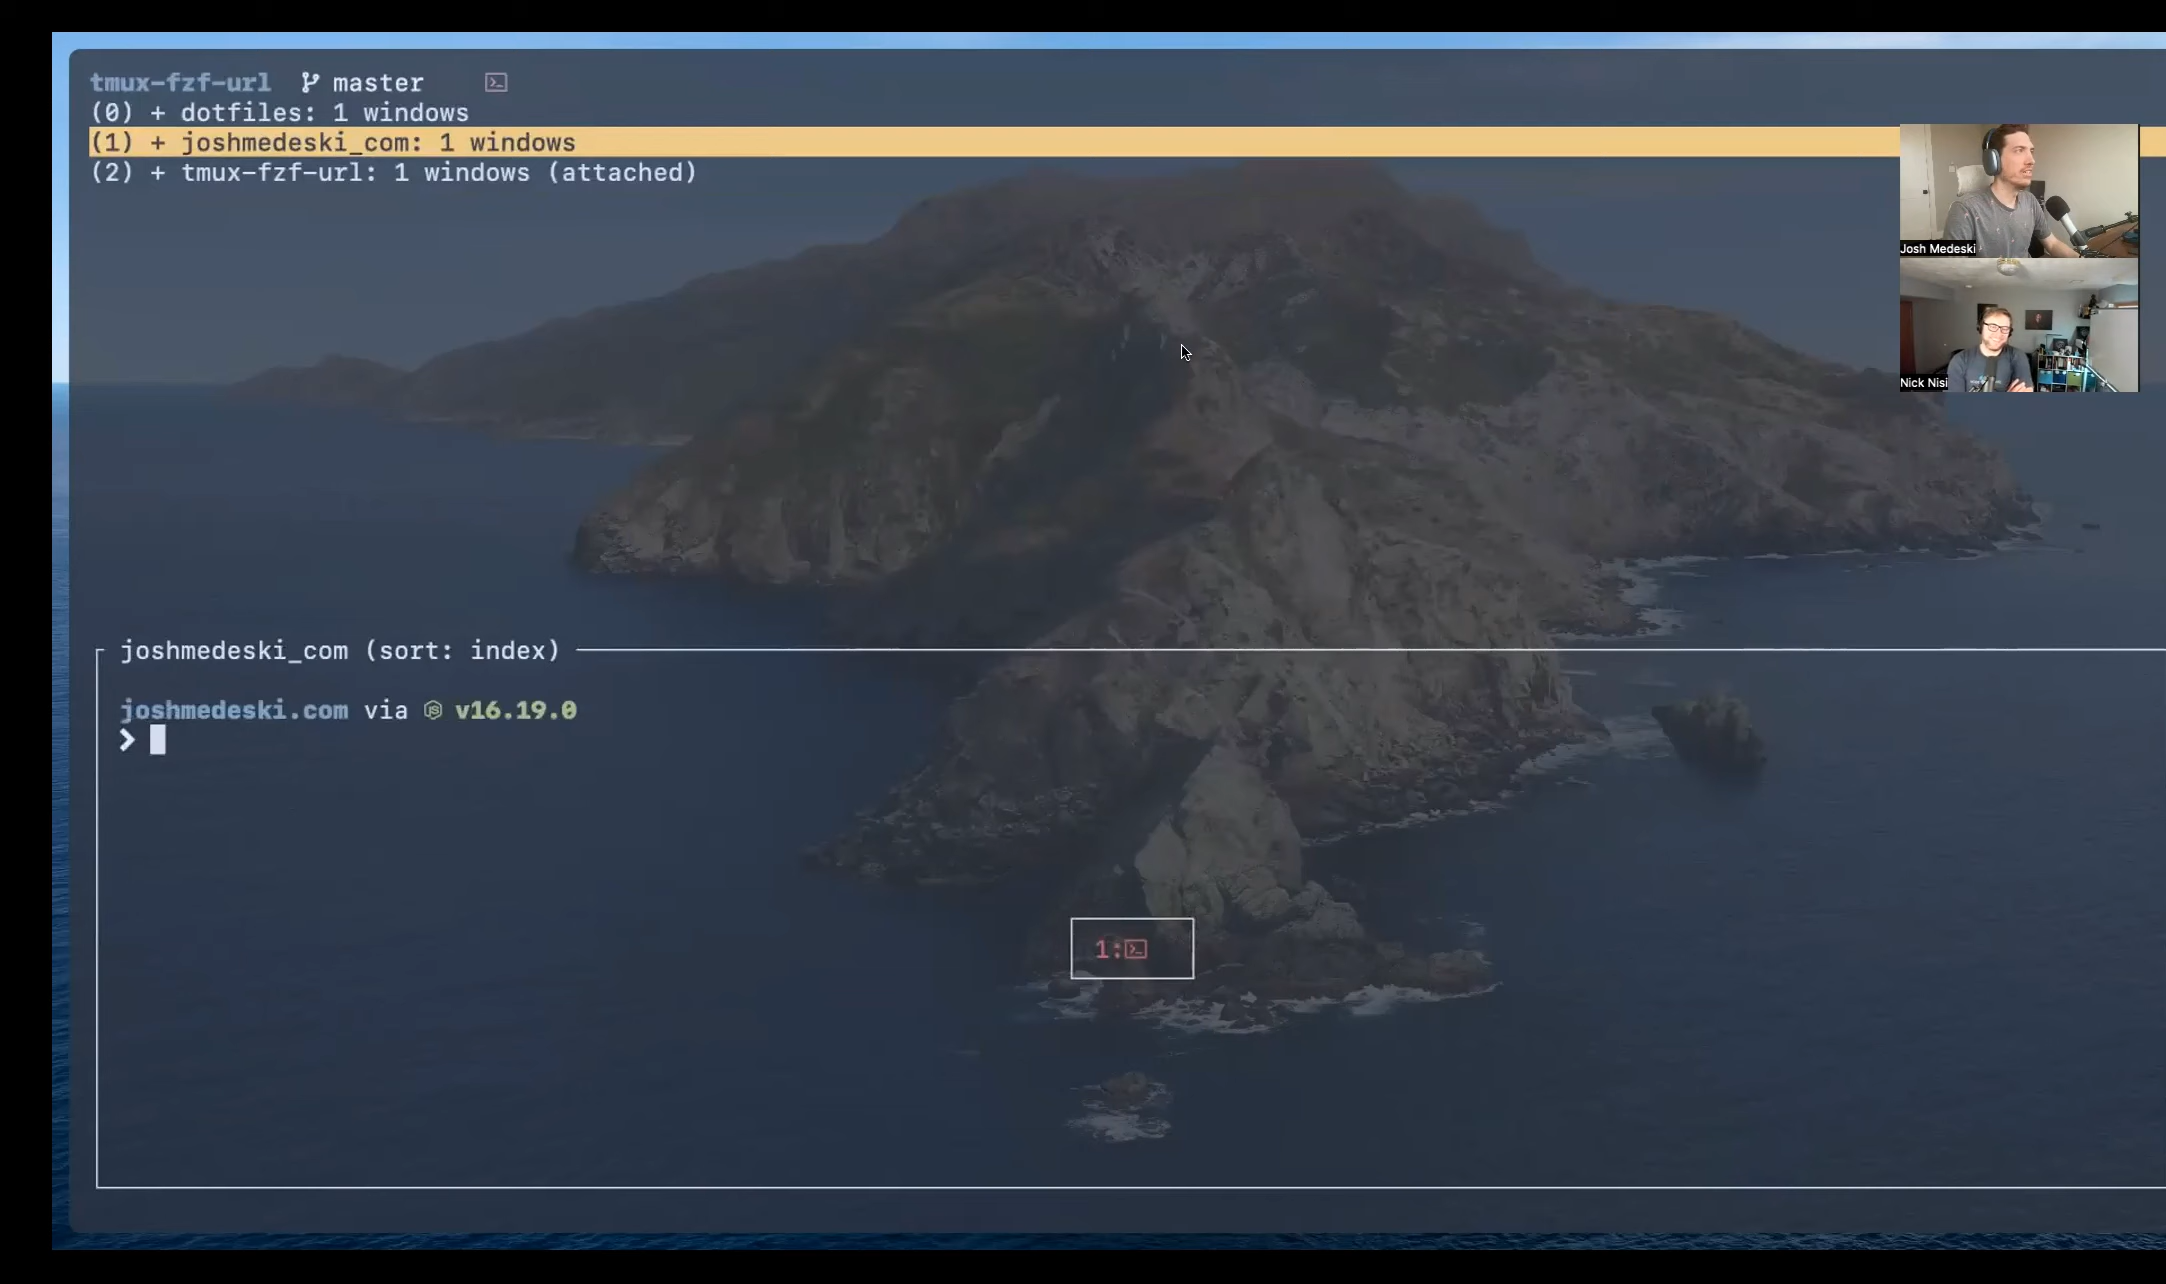 tmux-fzf-url master
(0) + dotfiles: 1 windows
(1) + joshmedeski_com: 1 windows
(2) + tmux-fzf-url: 1 windows (attached)
Josh Medeski
Nick Nisi
joshmedeski_com (sort: index)
joshmedeski.com via v16.19.0
❯
1: